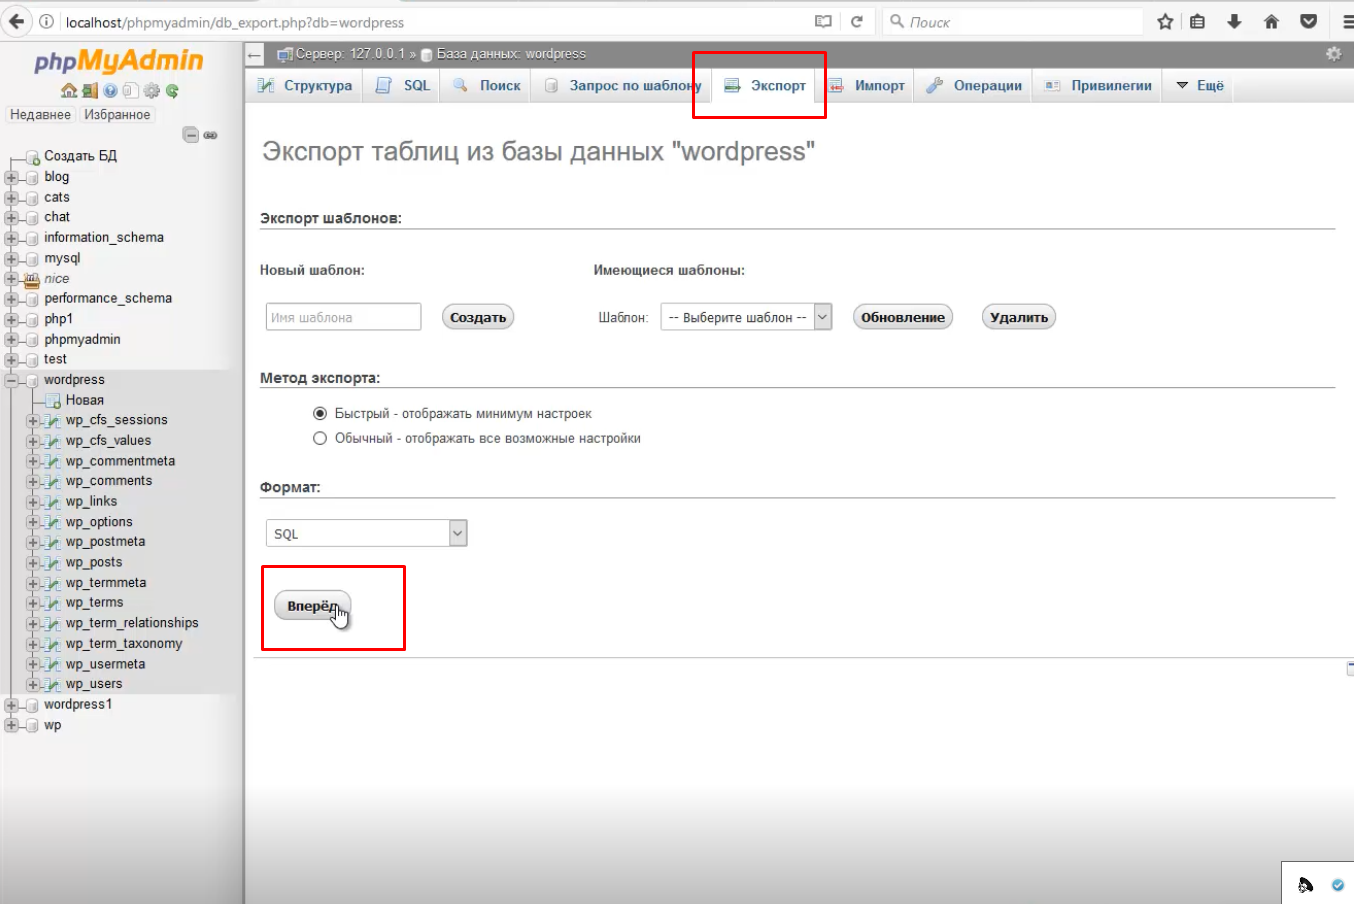 localhost/phpmyadmin/db_export.php?db=wordpress
Поиск
phpMyAdmin
Недавнее Избранное
Создать БД
blog
cats
chat
information_schema
mysql
nice
performance_schema
php1
phpmyadmin
test
wordpress
Новая
wp_cfs_sessions
wp_cfs_values
wp_commentmeta
wp_comments
wp_links
wp_options
wp_postmeta
wp_posts
wp_termmeta
wp_terms
wp_term_relationships
wp_term_taxonomy
wp_usermeta
wp_users
wordpress1
wp
Сервер: 127.0.0.1 » База данных: wordpress
Структура SQL Поиск Запрос по шаблону Экспорт Импорт Операции Привилегии Ещё
Экспорт таблиц из базы данных "wordpress"
Экспорт шаблонов:
Новый шаблон: Имеющиеся шаблоны:
Имя шаблона Создать Шаблон: -- Выберите шаблон -- Обновление Удалить
Метод экспорта:
Быстрый - отображать минимум настроек
Обычный - отображать все возможные настройки
Формат:
SQL
Вперёд